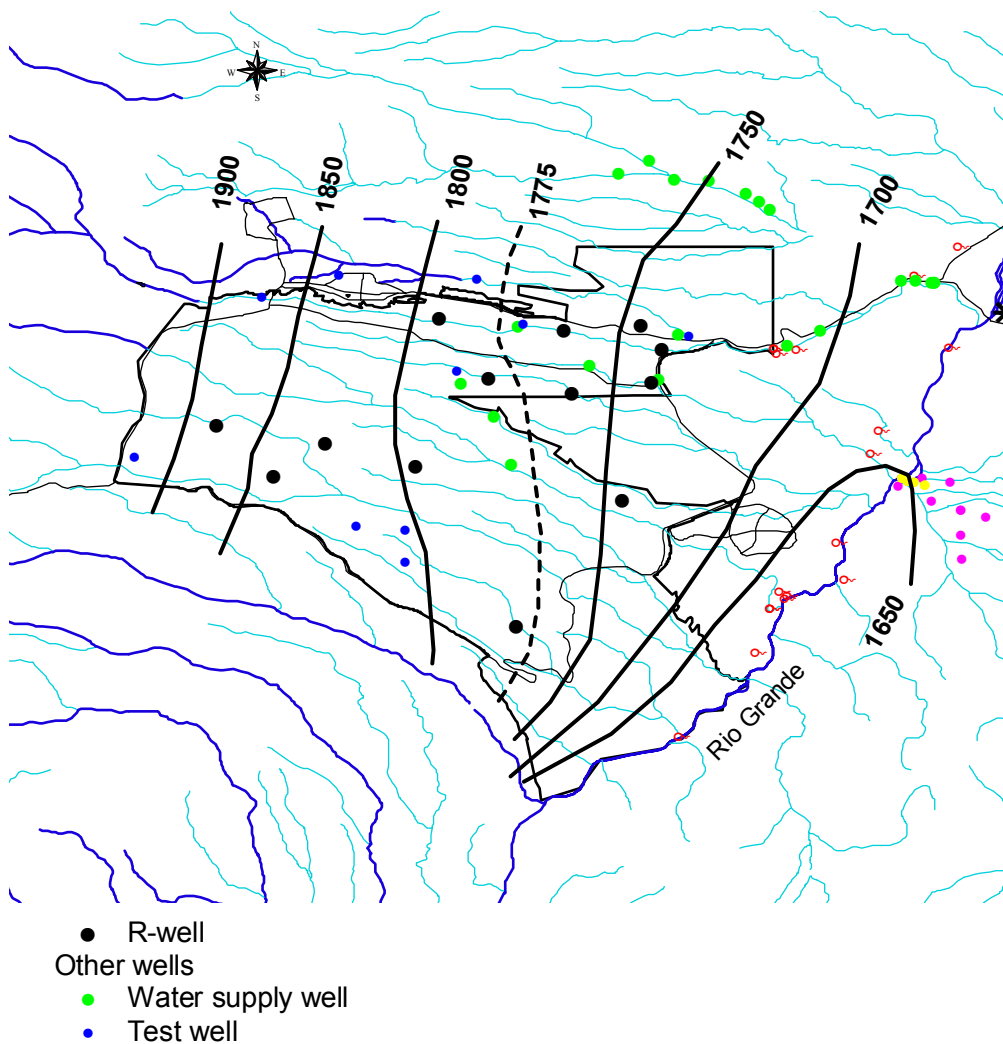 N
W E
S
1900
1850
1800
1775
1750
1700
1650
Rio Grande
R-well
Other wells
Water supply well
Test well